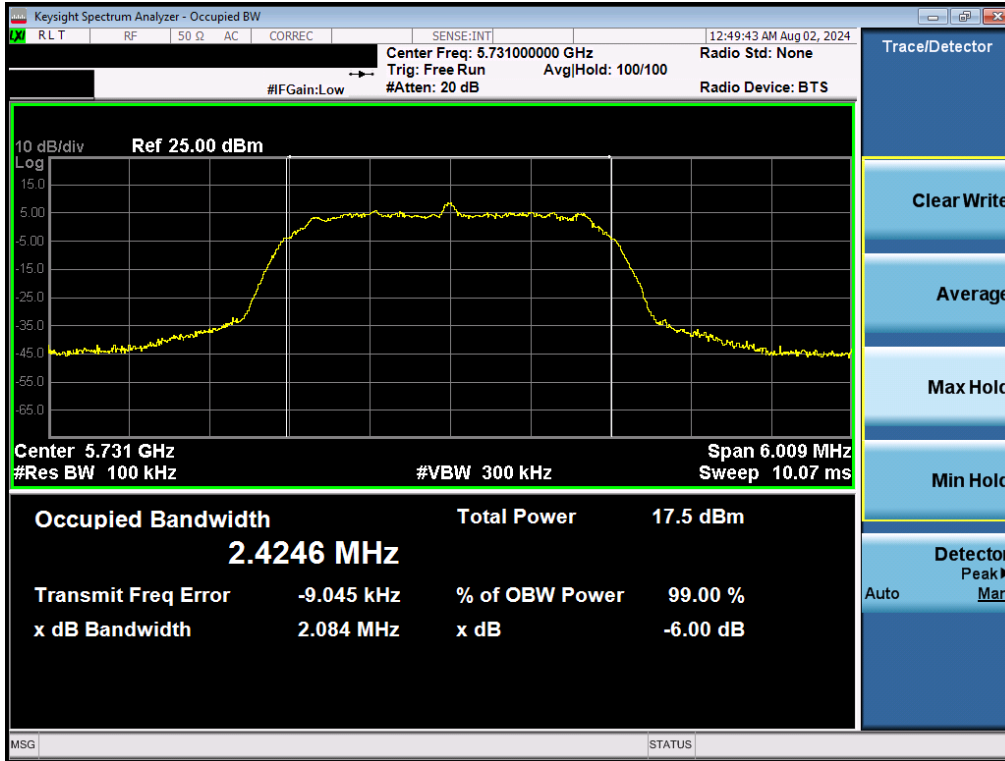 Keysight Spectrum Analyzer - Occupied BW
LXI RLT RF 50 Ω AC CORREC SENSE:INT 12:49:43 AM Aug 02, 2024
Center Freq: 5.731000000 GHz Radio Std: None
Trig: Free Run Avg|Hold: 100/100
#IFGain:Low #Atten: 20 dB Radio Device: BTS
10 dB/div Ref 25.00 dBm
Log
15.0
5.00
-5.00
-15.0
-25.0
-35.0
-45.0
-55.0
-65.0
Center 5.731 GHz Span 6.009 MHz
#Res BW 100 kHz #VBW 300 kHz Sweep 10.07 ms
Occupied Bandwidth Total Power 17.5 dBm
2.4246 MHz
Transmit Freq Error -9.045 kHz % of OBW Power 99.00 %
x dB Bandwidth 2.084 MHz x dB -6.00 dB
MSG STATUS
Trace/Detector
Clear Write
Average
Max Hold
Min Hold
Detector
Peak▶
Auto Man